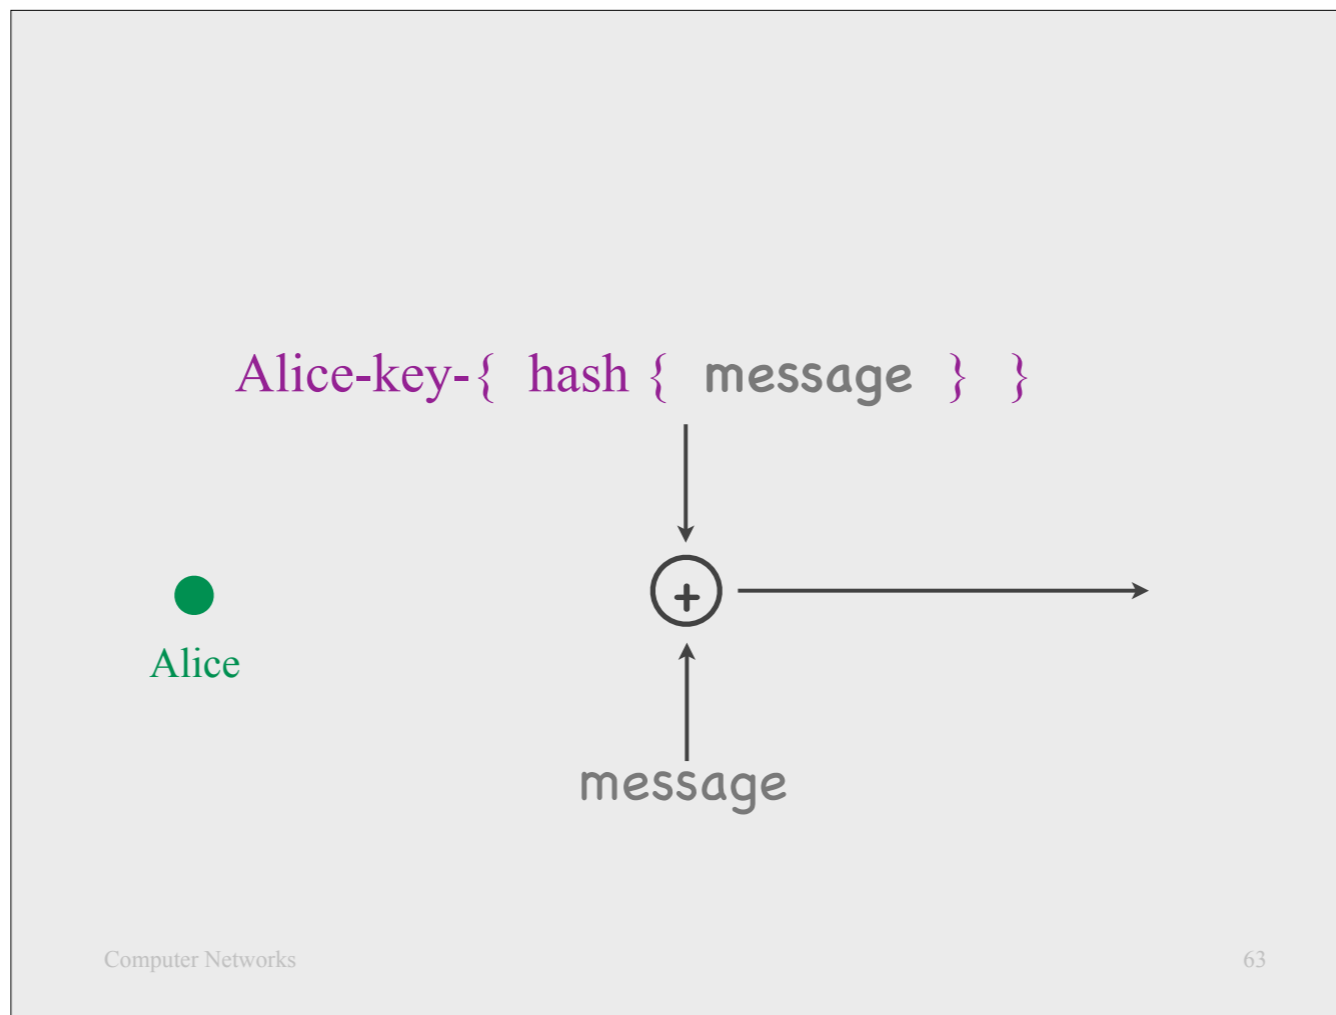 Alice-key-{ hash { message } }
+
Alice
message
Computer Networks
63